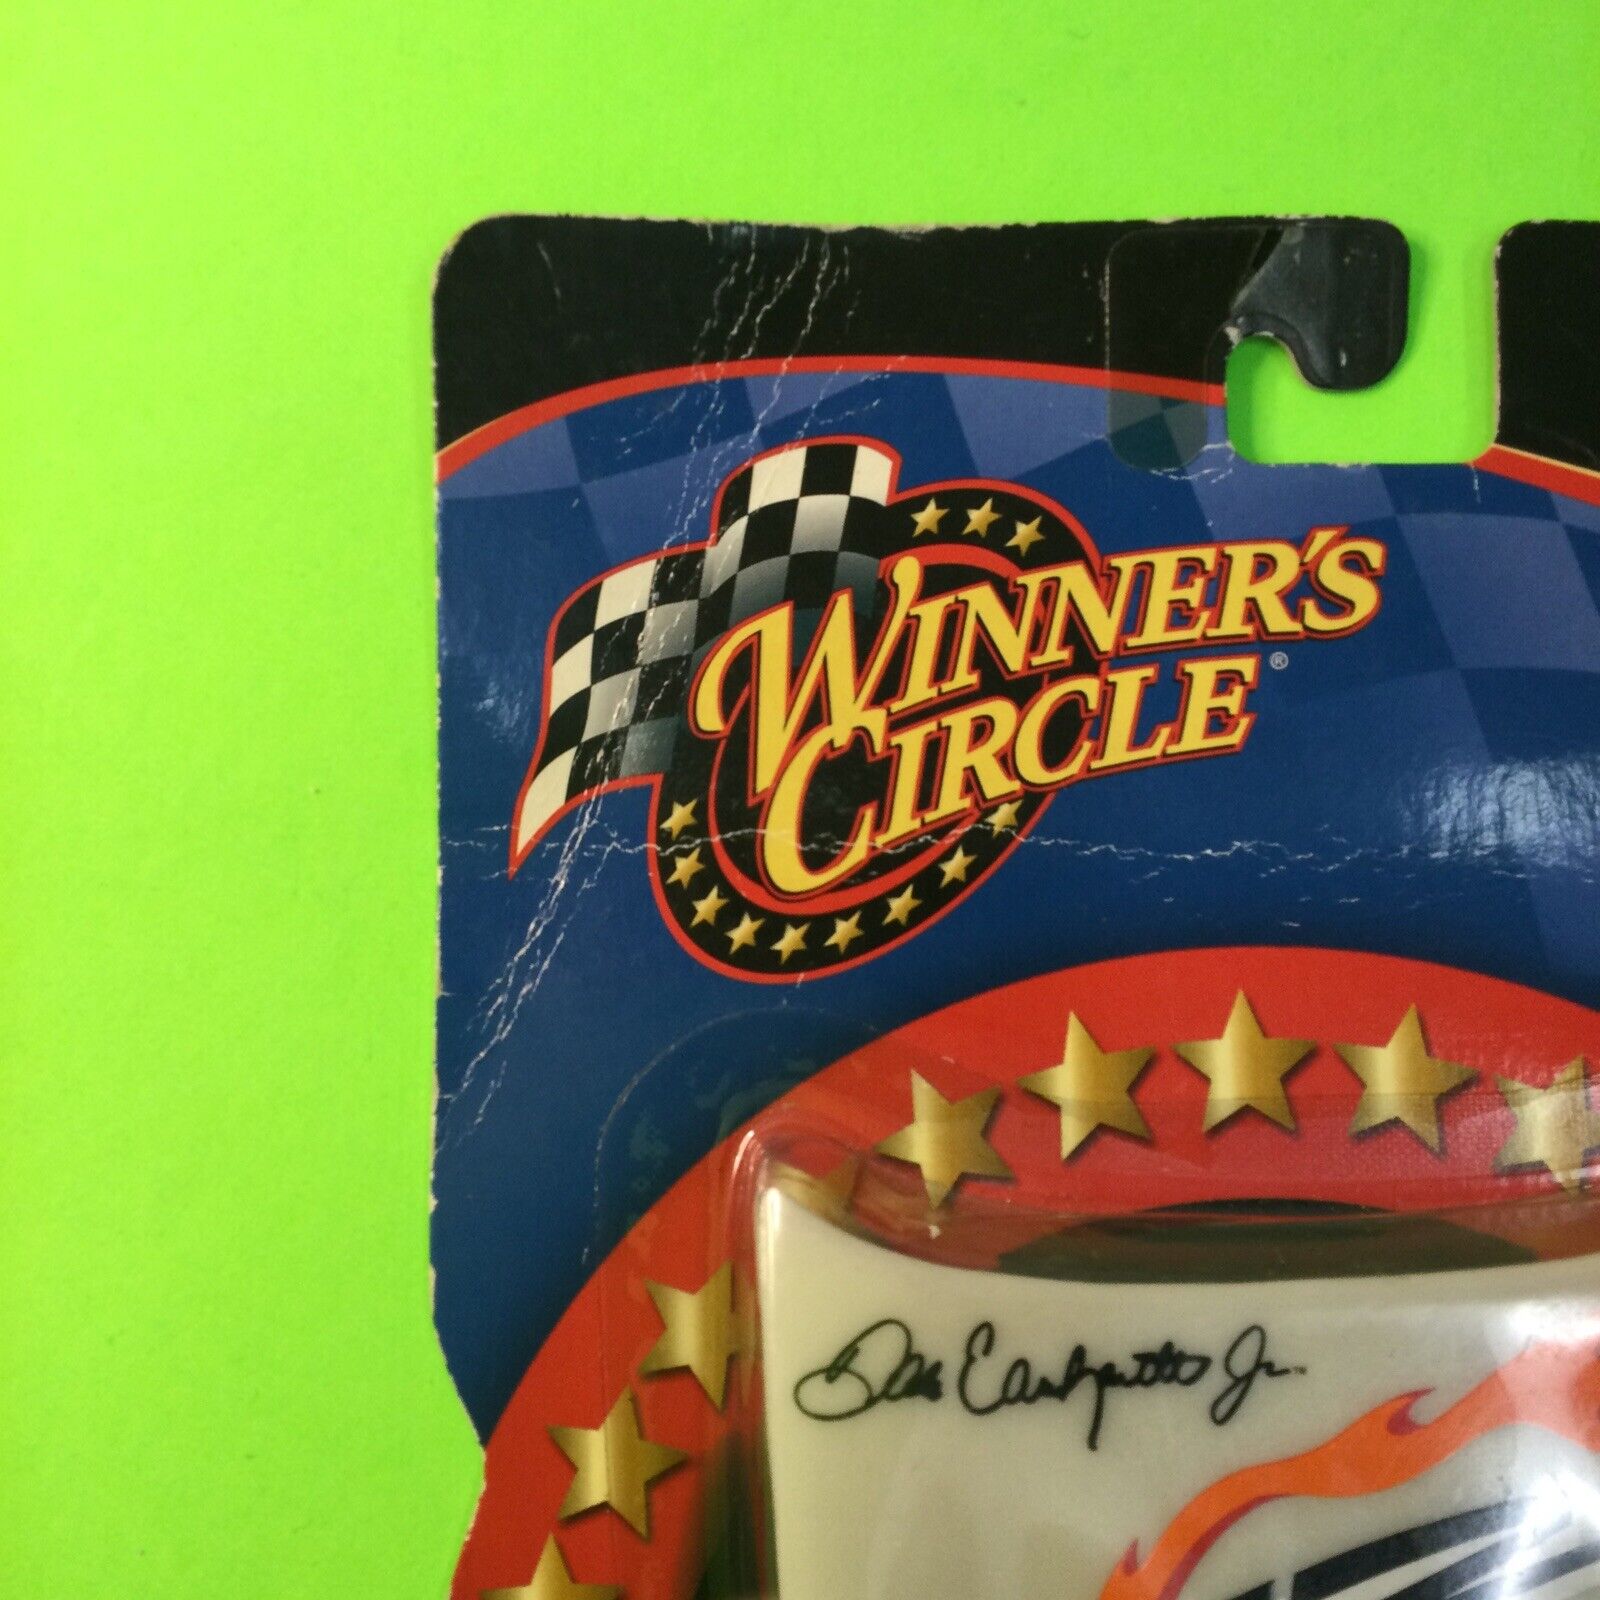 WINNER'S
CIRCLE®
Dale Earnhardt Jr.